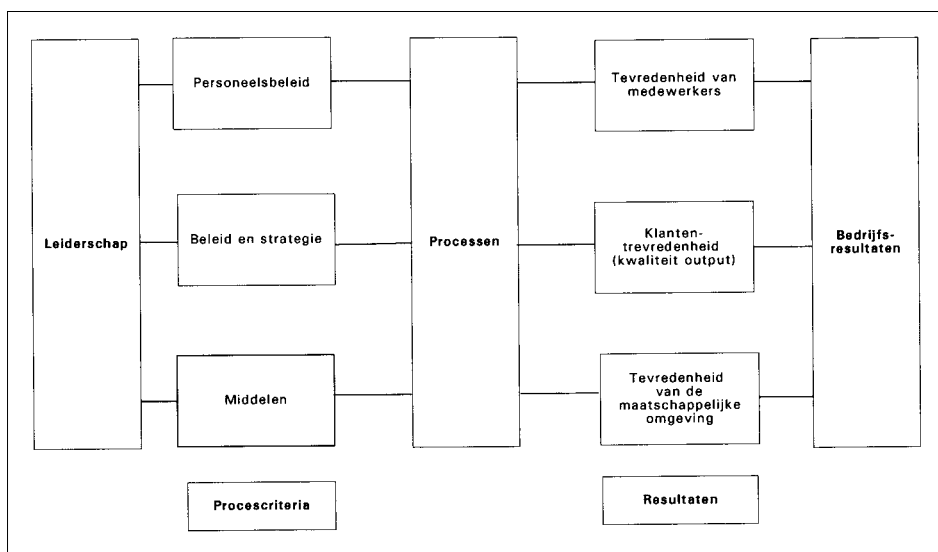 Leiderschap
Personeelsbeleid
Beleid en strategie
Middelen
Processen
Tevredenheid van
medewerkers
Klanten-
trevredenheid
(kwaliteit output)
Tevredenheid
van de
maatschappelijke
omgeving
Bedrijfs-
resultaten
Procescriteria
Resultaten